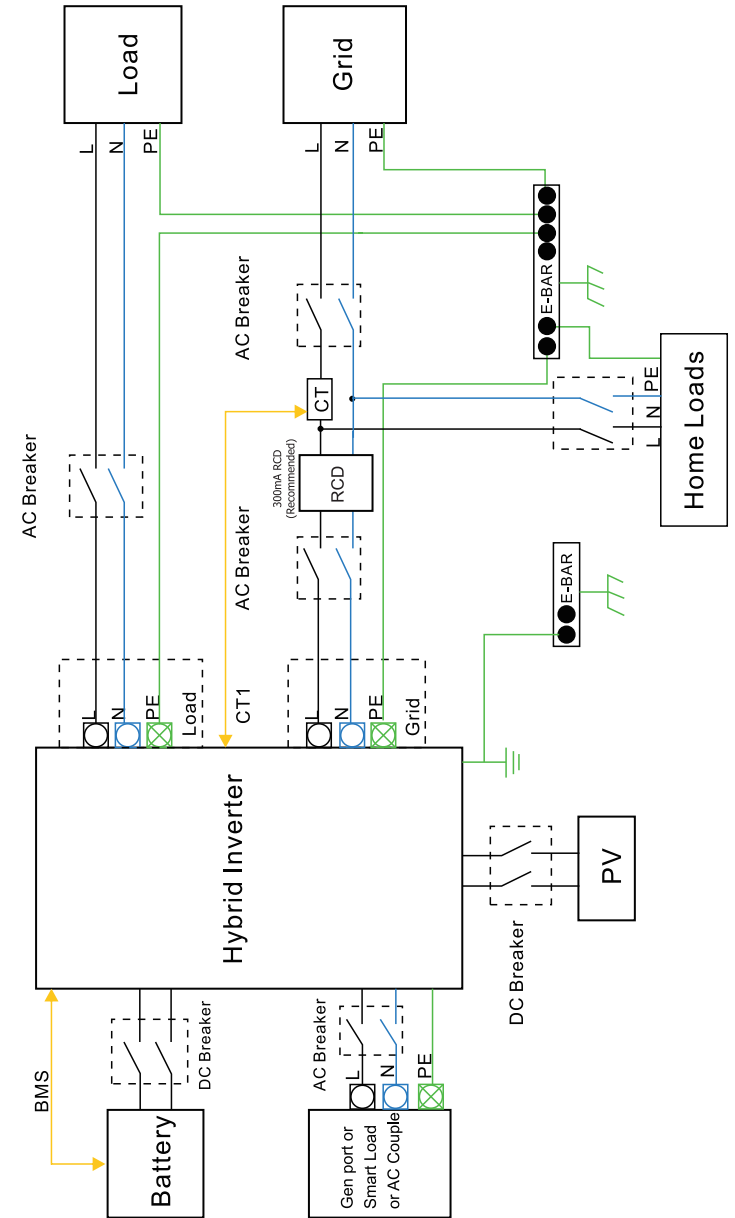 Load
Grid
L
N
PE
L
N
PE
E-BAR
AC Breaker
CT
AC Breaker
300mA RCD
(Recommended)
RCD
L
N
PE
Home Loads
AC Breaker
E-BAR
L
N
PE
Load
CT1
L
N
PE
Grid
Hybrid Inverter
PV
DC Breaker
BMS
DC Breaker
AC Breaker
L
N
PE
Battery
Gen port or
Smart Load
or AC Couple